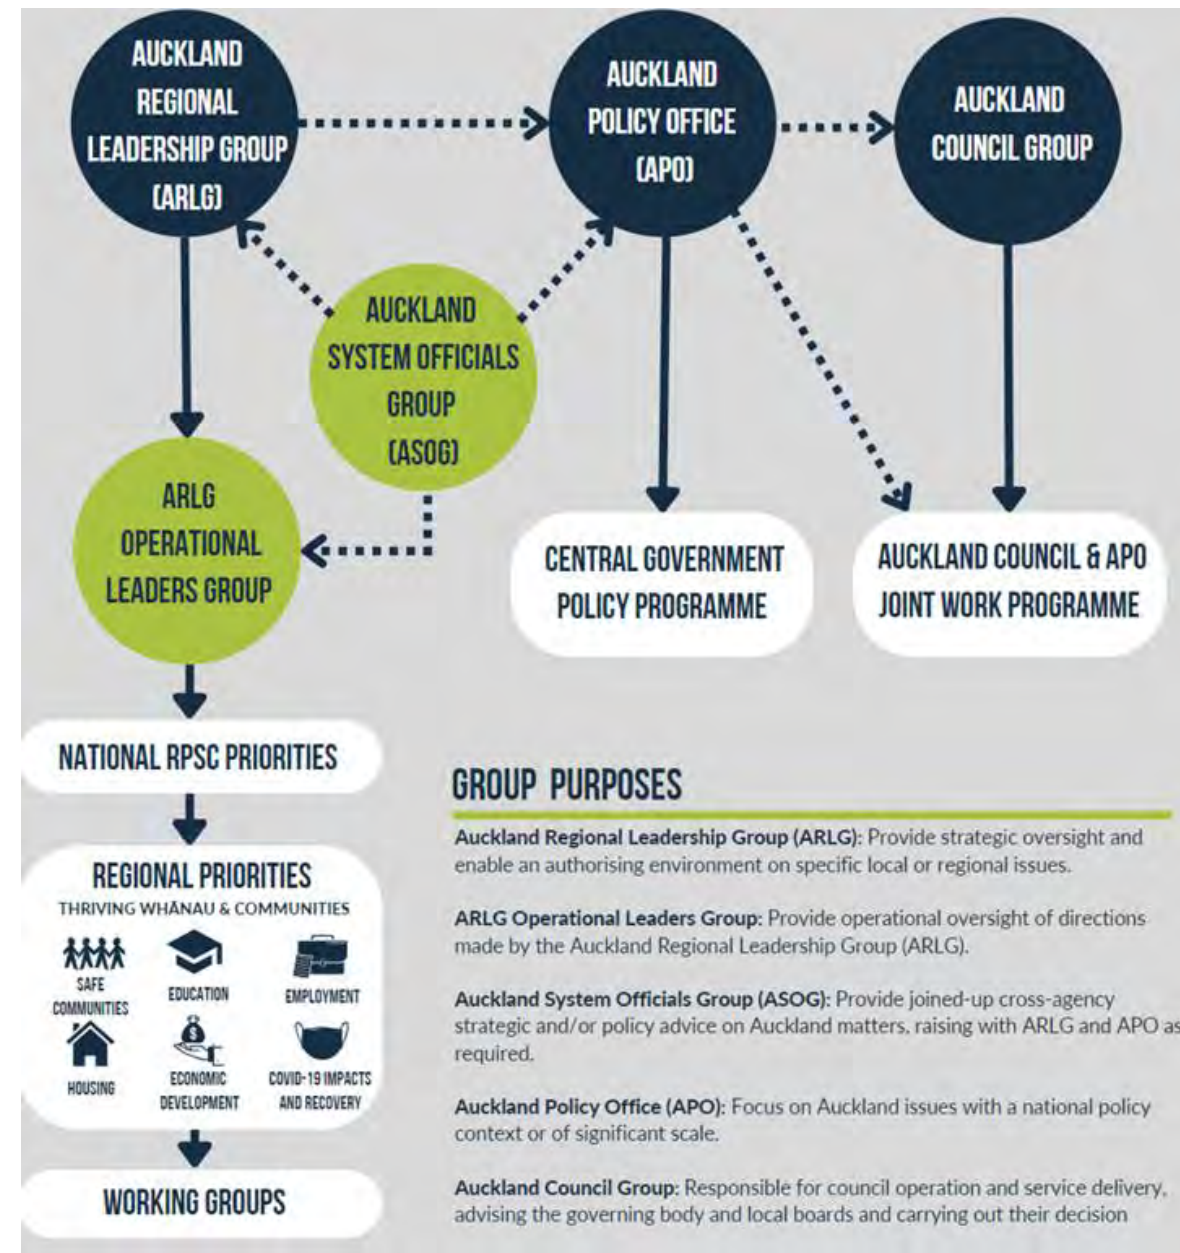 AUCKLAND
REGIONAL
LEADERSHIP GROUP
(ARLG)
AUCKLAND
POLICY OFFICE
(APO)
AUCKLAND
COUNCIL GROUP
AUCKLAND
SYSTEM OFFICIALS
GROUP
(ASOG)
ARLG
OPERATIONAL
LEADERS GROUP
CENTRAL GOVERNMENT
POLICY PROGRAMME
AUCKLAND COUNCIL & APO
JOINT WORK PROGRAMME
NATIONAL RPSC PRIORITIES
REGIONAL PRIORITIES
THRIVING WHĀNAU & COMMUNITIES
SAFE
COMMUNITIES
EDUCATION
EMPLOYMENT
HOUSING
$
ECONOMIC
DEVELOPMENT
COVID-19 IMPACTS
AND RECOVERY
WORKING GROUPS
GROUP PURPOSES
Auckland Regional Leadership Group (ARLG): Provide strategic oversight and
enable an authorising environment on specific local or regional issues.
ARLG Operational Leaders Group: Provide operational oversight of directions
made by the Auckland Regional Leadership Group (ARLG).
Auckland System Officials Group (ASOG): Provide joined-up cross-agency
strategic and/or policy advice on Auckland matters, raising with ARLG and APO as
required.
Auckland Policy Office (APO): Focus on Auckland issues with a national policy
context or of significant scale.
Auckland Council Group: Responsible for council operation and service delivery,
advising the governing body and local boards and carrying out their decision